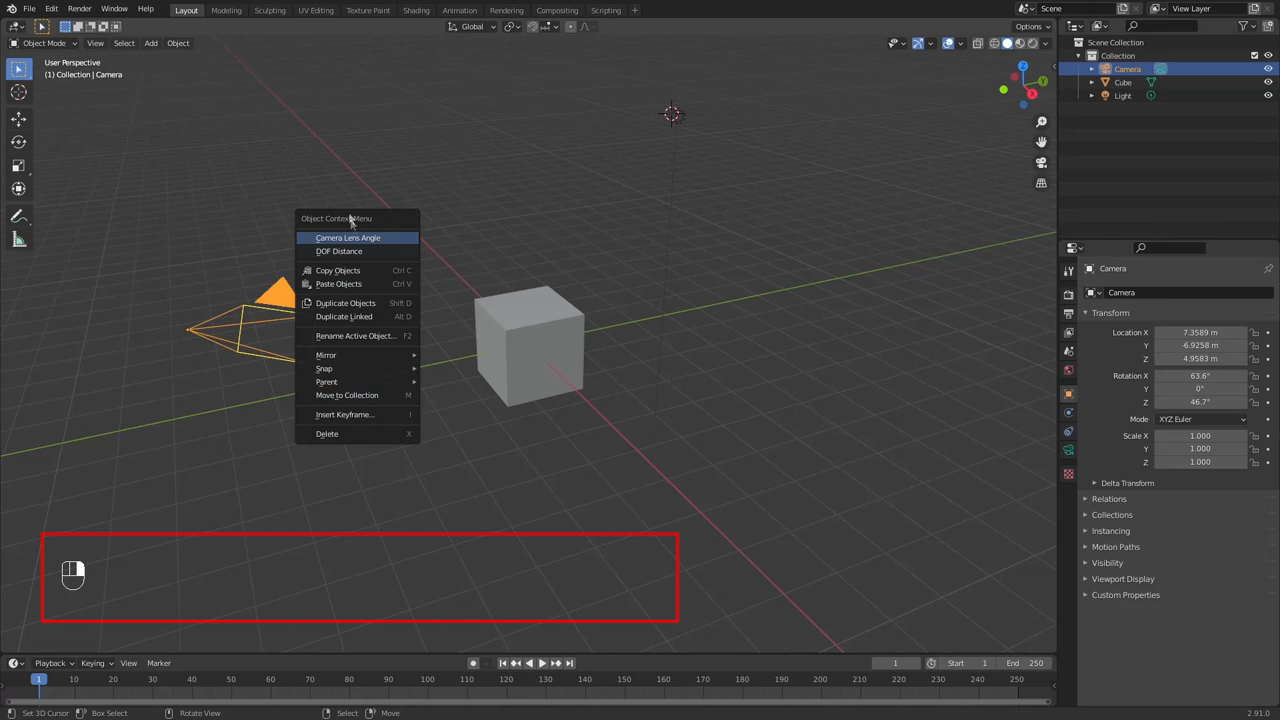 File Edit Render Window Help
Layout Modeling Sculpting UV Editing Texture Paint Shading Animation Rendering Compositing Scripting +
Scene
View Layer
Global
Options
Object Mode View Select Add Object
User Perspective
(1) Collection | Camera
Z
Y
X
Object Context Menu
Camera Lens Angle
DOF Distance
Copy Objects Ctrl C
Paste Objects Ctrl V
Duplicate Objects Shift D
Duplicate Linked Alt D
Rename Active Object... F2
Mirror
Snap
Parent
Move to Collection M
Insert Keyframe... I
Delete X
Scene Collection
Collection
Camera
Cube
Light
Camera
Camera
Transform
Location X 7.3589 m
Y -6.9258 m
Z 4.9583 m
Rotation X 63.6°
Y 0°
Z 46.7°
Mode XYZ Euler
Scale X 1.000
Y 1.000
Z 1.000
Delta Transform
Relations
Collections
Instancing
Motion Paths
Visibility
Viewport Display
Custom Properties
Playback Keying View Marker
1
Start 1
End 250
1 10 20 30 40 50 60 70 80 90 100 110 120 130 140 150 160 170 180 190 200 210 220 230 240 250
Set 3D Cursor Box Select Rotate View Select Move
2.91.0